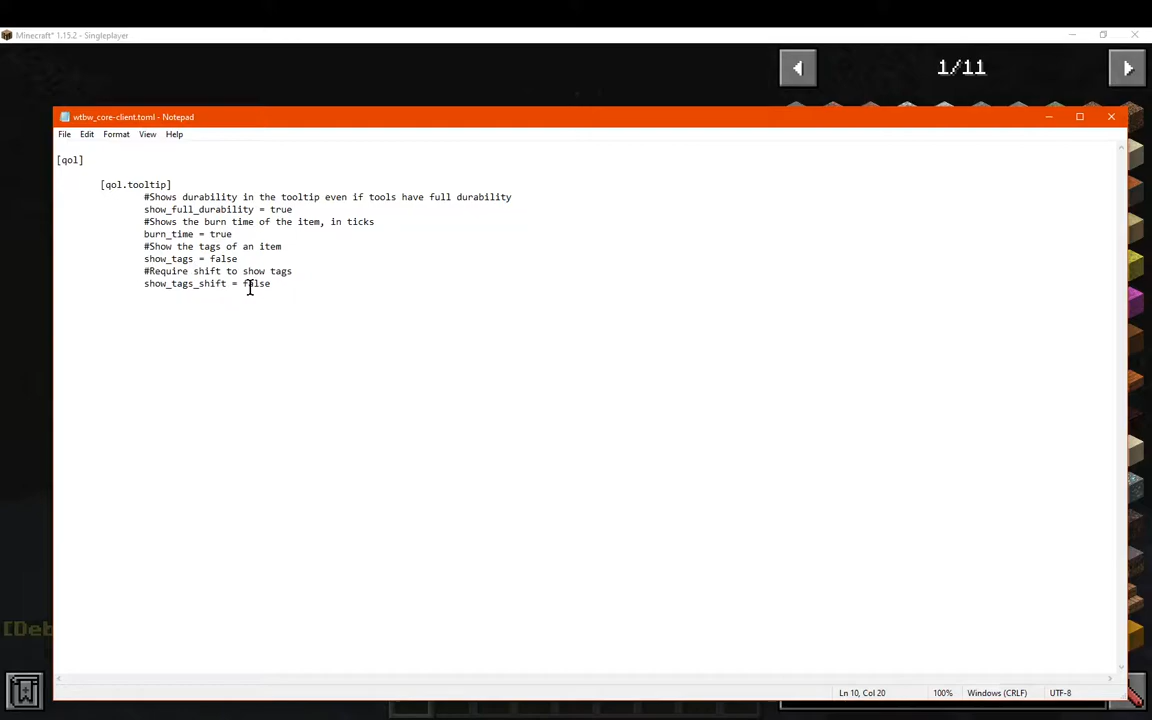 Minecraft* 1.15.2 - Singleplayer
1/11
wtbw_core-client.toml - Notepad
File Edit Format View Help
[qol]
[qol.tooltip]
#Shows durability in the tooltip even if tools have full durability
show_full_durability = true
#Shows the burn time of the item, in ticks
burn_time = true
#Show the tags of an item
show_tags = false
#Require shift to show tags
show_tags_shift = false
[Deb
Ln 10, Col 20 100% Windows (CRLF) UTF-8